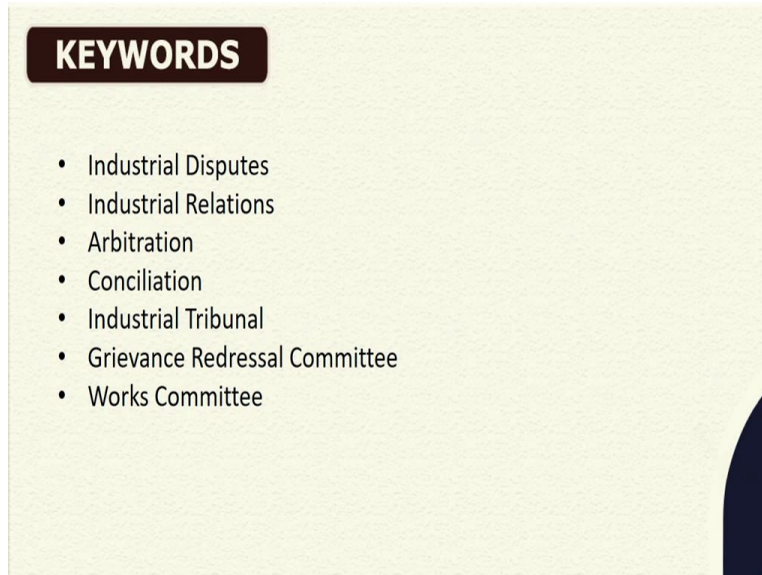 KEYWORDS
• Industrial Disputes
• Industrial Relations
• Arbitration
• Conciliation
• Industrial Tribunal
• Grievance Redressal Committee
• Works Committee